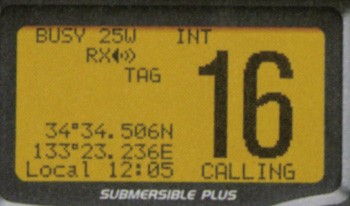 BUSY 25W INT
RX
TAG
16
34°34.506N
133°23.236E
Local 12:05 CALLING
SUBMERSIBLE PLUS